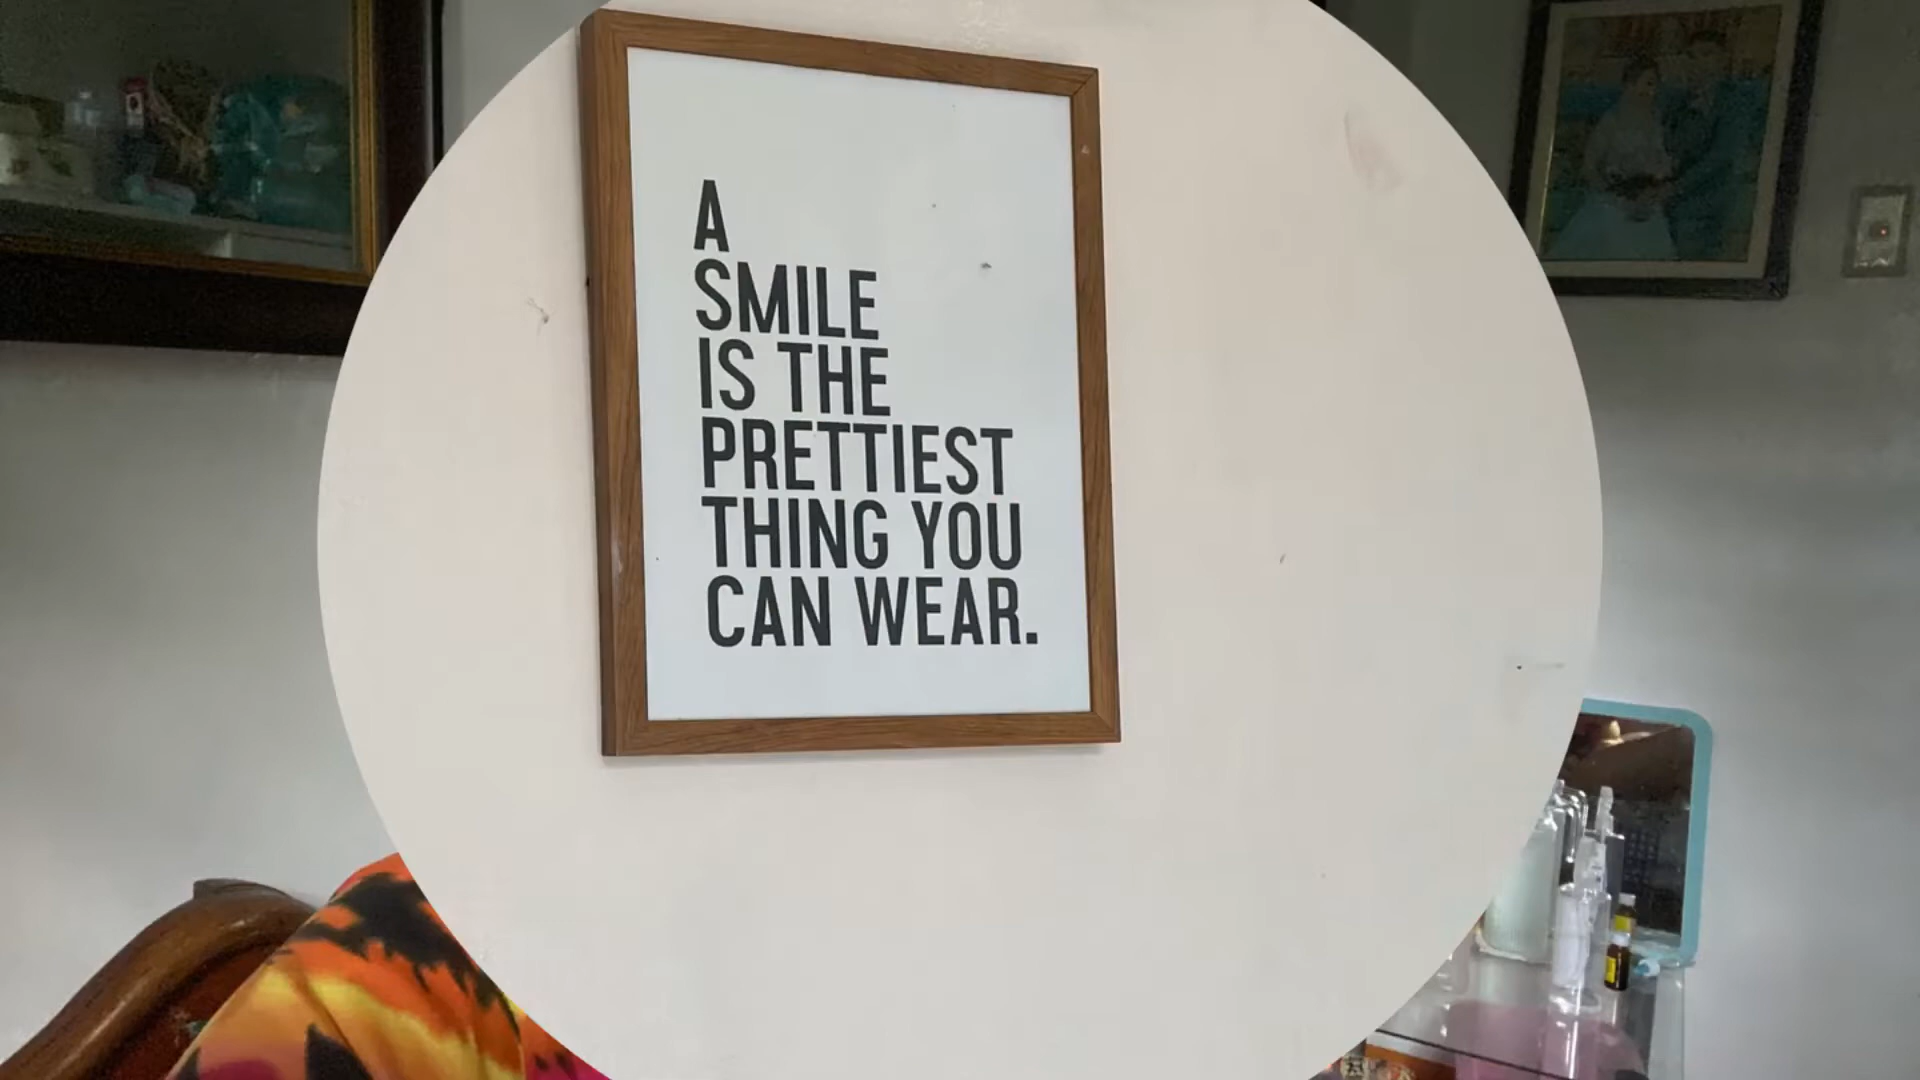 A
SMILE
IS THE
PRETTIEST
THING YOU
CAN WEAR.